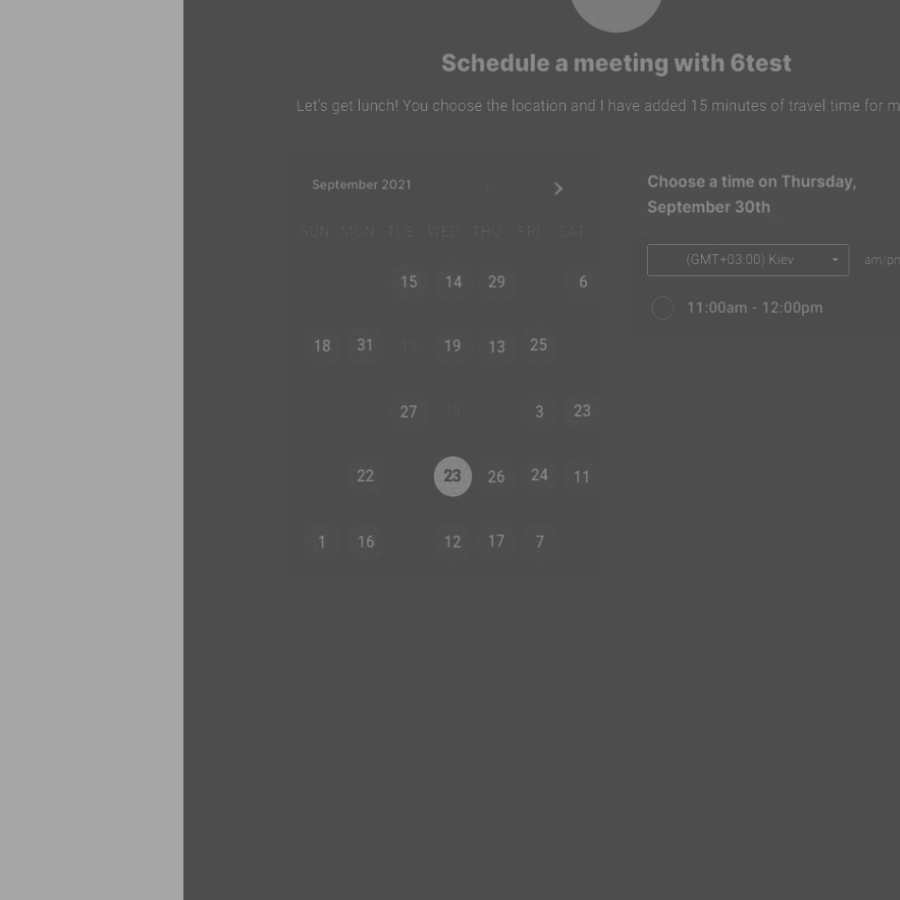 Schedule a meeting with 6test
Let's get lunch! You choose the location and I have added 15 minutes of travel time for m
September 2021
SUN MON TUE WED THU FRI SAT
15 14 29 6
18 31 19 19 13 25
27 13 3 23
22 23 26 24 11
1 16 12 17 7
Choose a time on Thursday,
September 30th
(GMT+03:00) Kiev
am/pm
11:00am - 12:00pm